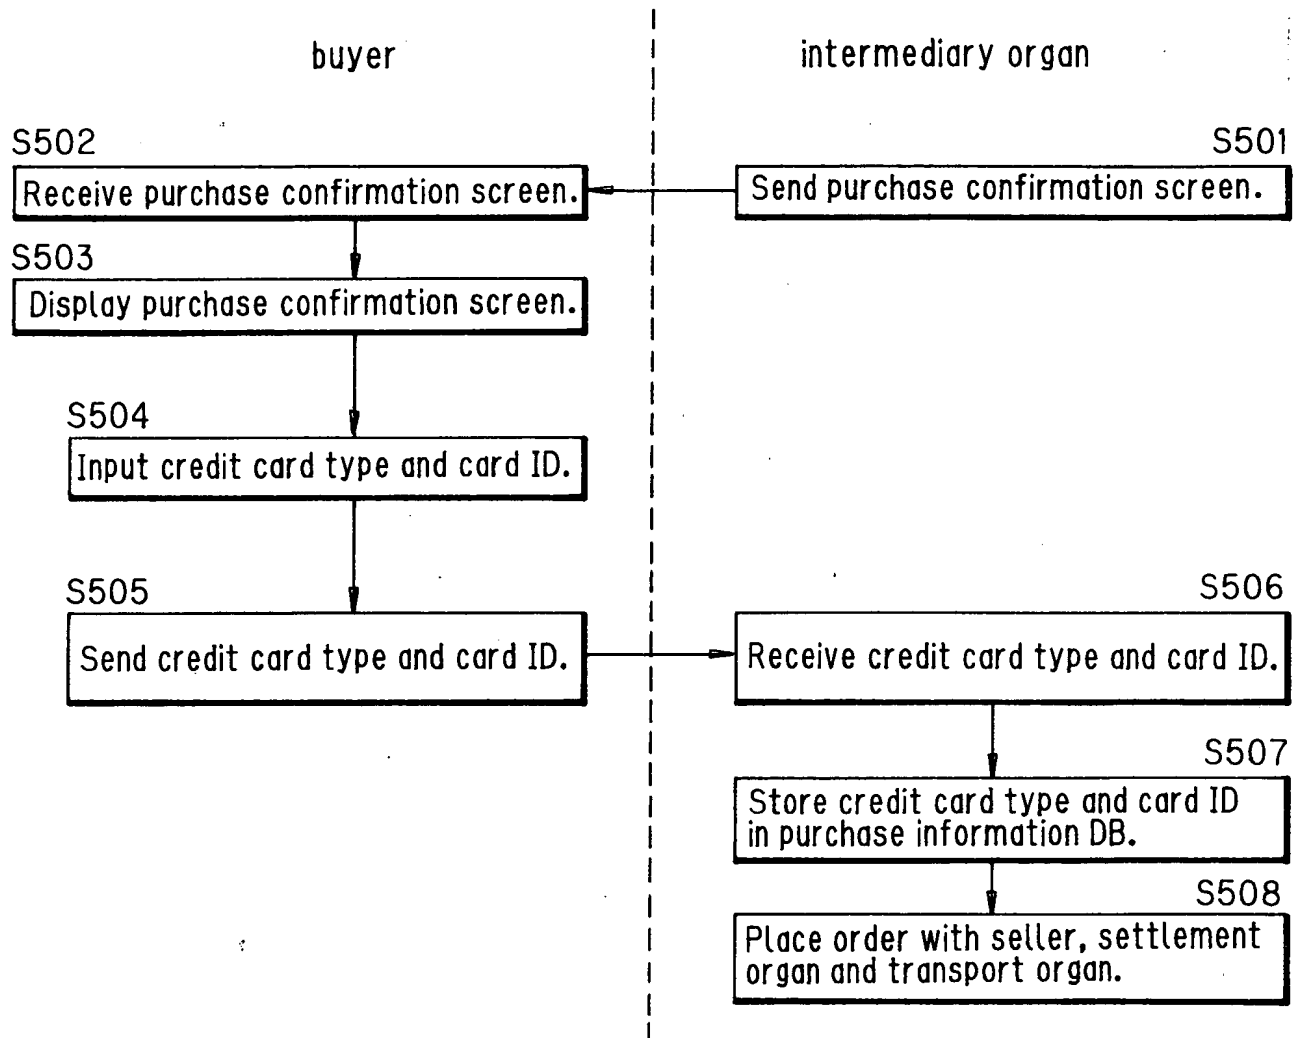 buyer
intermediary organ
S502
S501
Receive purchase confirmation screen.
Send purchase confirmation screen.
S503
Display purchase confirmation screen.
S504
Input credit card type and card ID.
S505
S506
Send credit card type and card ID.
Receive credit card type and card ID.
S507
Store credit card type and card ID
in purchase information DB.
S508
Place order with seller, settlement
organ and transport organ.